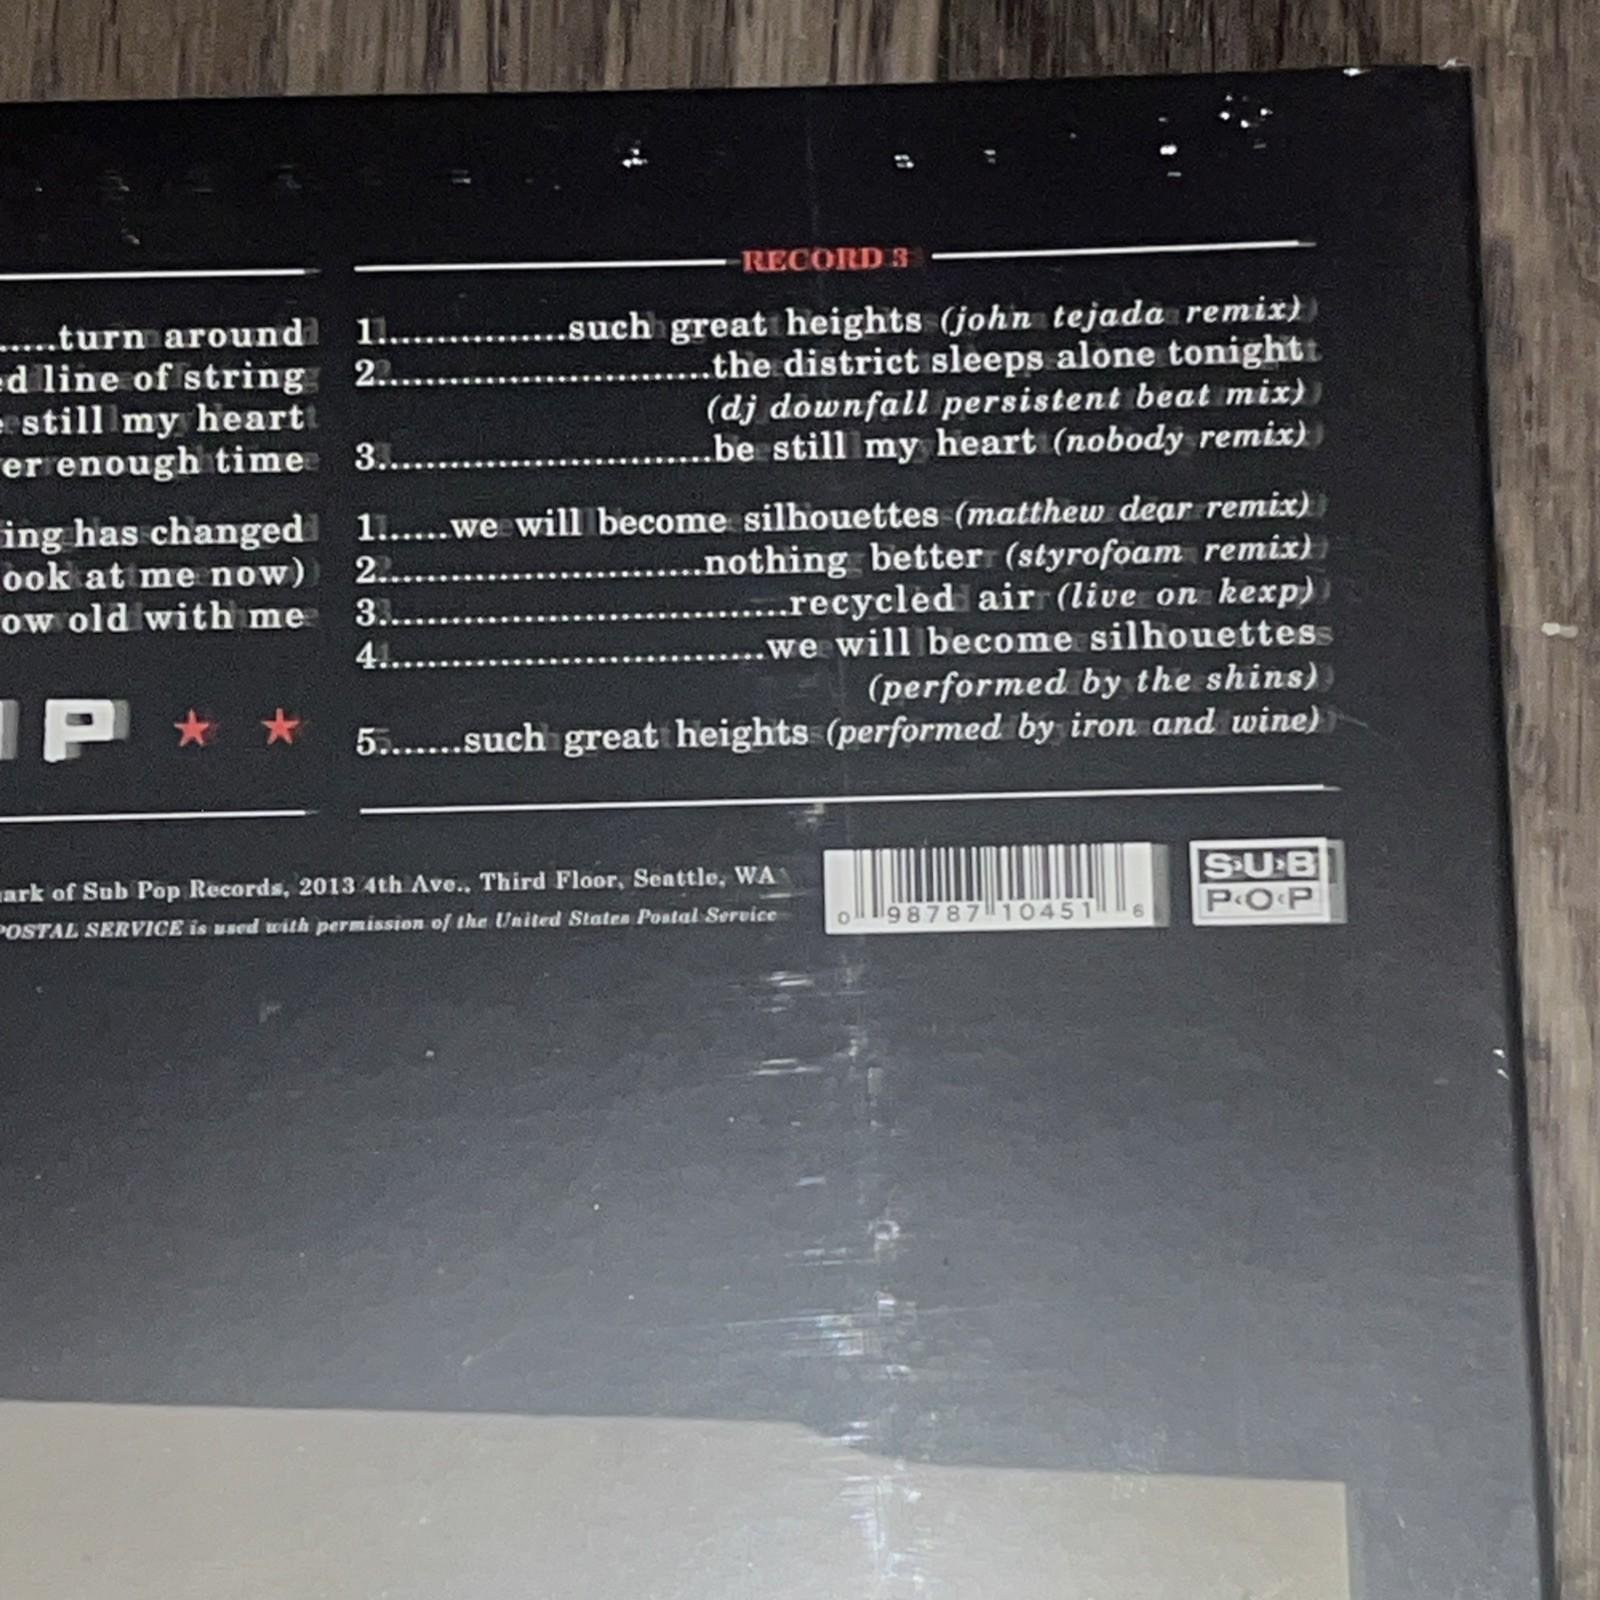 RECORD 3
......turn around
d line of string
still my heart
er enough time
ing has changed
ook at me now)
ow old with me
P ★ ★
1................such great heights (john tejada remix)
2.............................the district sleeps alone tonight
(dj downfall persistent beat mix)
3.............................be still my heart (nobody remix)
1......we will become silhouettes (matthew dear remix)
2.............................nothing better (styrofoam remix)
3....................................recycled air (live on kexp)
4..................................we will become silhouettes
(performed by the shins)
5.......such great heights (performed by iron and wine)
ark of Sub Pop Records, 2013 4th Ave., Third Floor, Seattle, WA
POSTAL SERVICE is used with permission of the United States Postal Service
0 98787 10451 6
SUB
POP